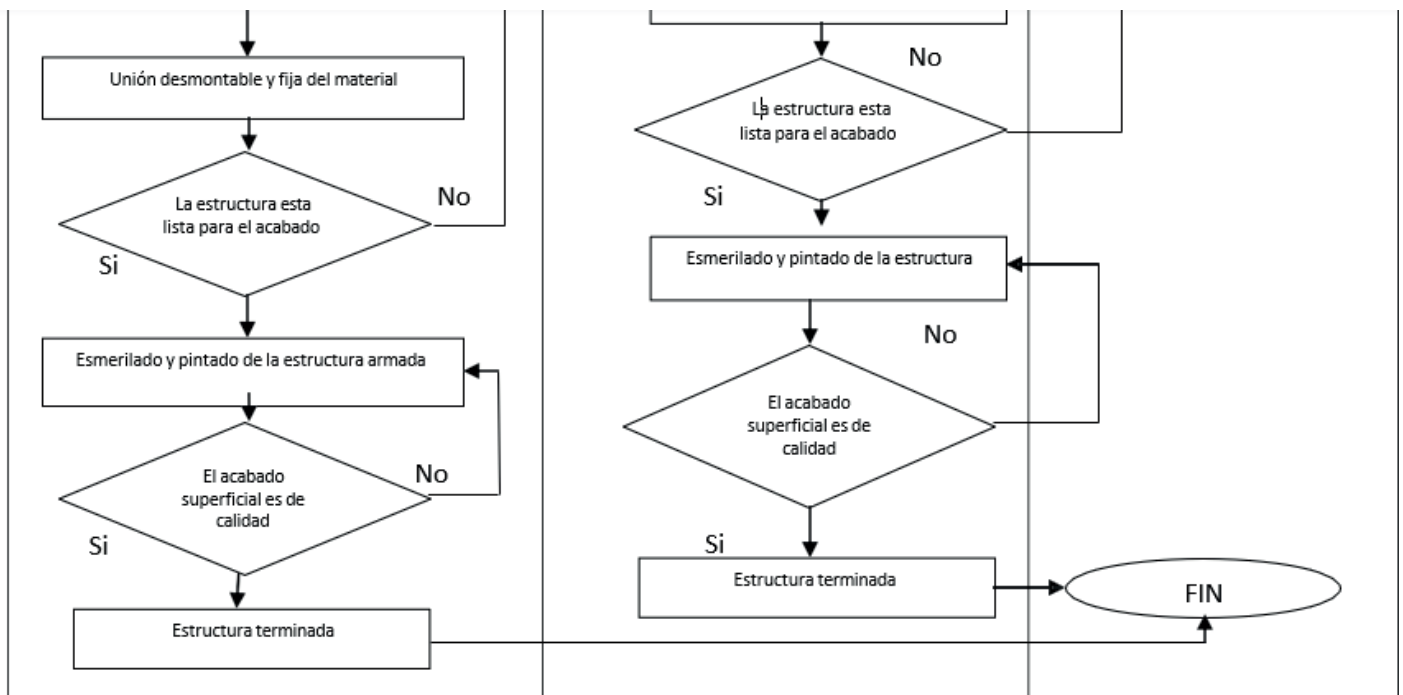 Unión desmontable y fija del material
La estructura esta
lista para el acabado
No
Si
Esmerilado y pintado de la estructura armada
El acabado
superficial es de
calidad
No
Si
Estructura terminada
No
La estructura esta
lista para el acabado
Si
Esmerilado y pintado de la estructura
No
El acabado
superficial es de
calidad
Si
Estructura terminada
FIN